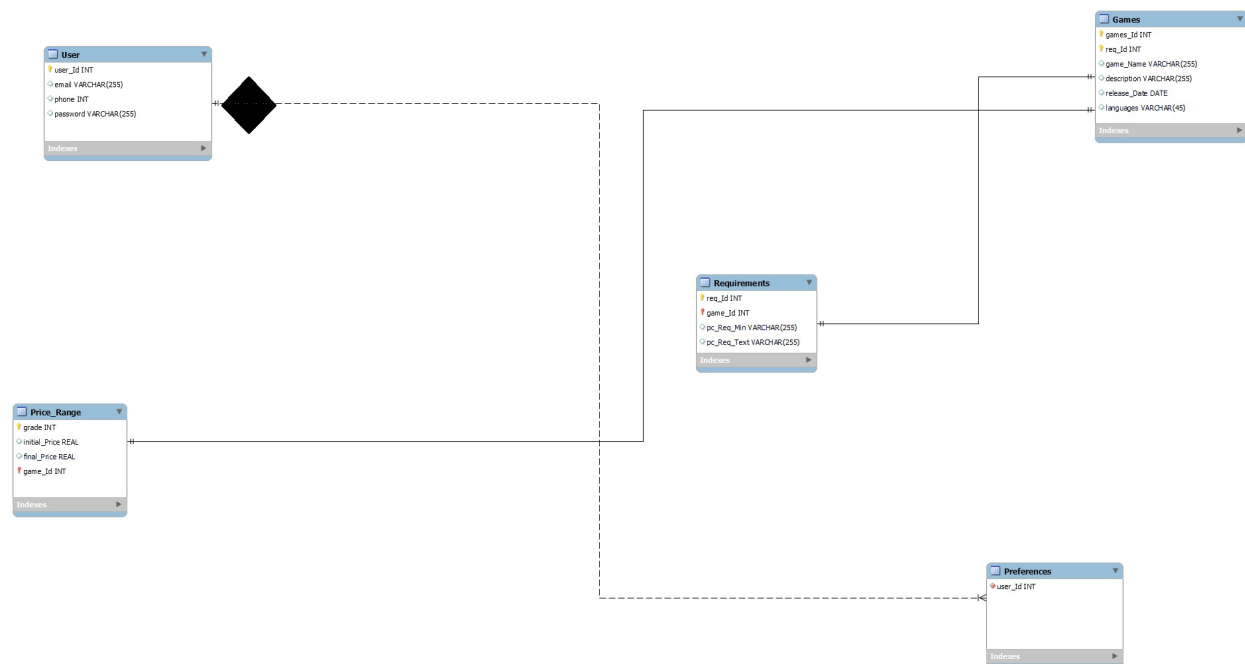 User
user_Id INT
email VARCHAR(255)
phone INT
password VARCHAR(255)
Indexes
Games
games_Id INT
req_Id INT
game_Name VARCHAR(255)
description VARCHAR(255)
release_Date DATE
languages VARCHAR(45)
Indexes
Requirements
req_Id INT
game_Id INT
pc_Req_Min VARCHAR(255)
pc_Req_Text VARCHAR(255)
Indexes
Price_Range
grade INT
initial_Price REAL
final_Price REAL
game_Id INT
Indexes
Preferences
user_Id INT
Indexes